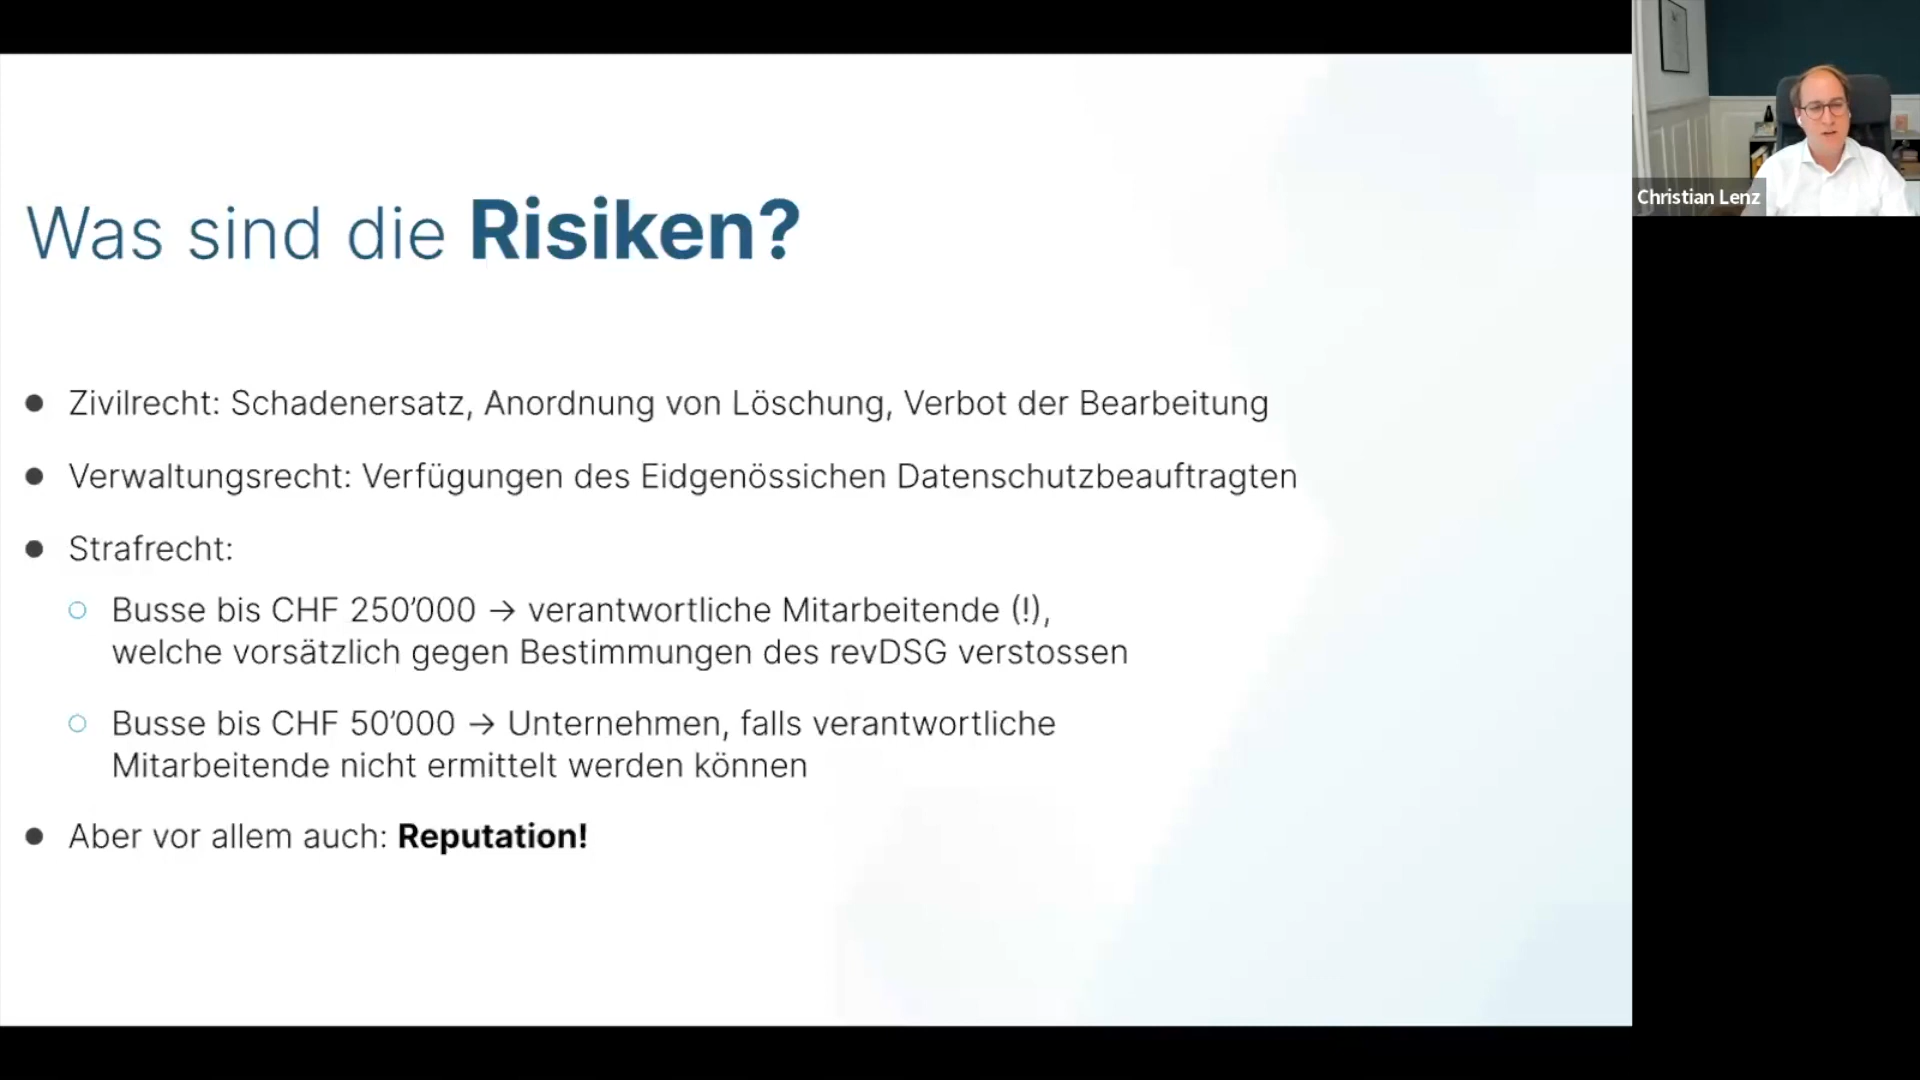 Was sind die Risiken?
● Zivilrecht: Schadenersatz, Anordnung von Löschung, Verbot der Bearbeitung
● Verwaltungsrecht: Verfügungen des Eidgenössichen Datenschutzbeauftragten
● Strafrecht:
○ Busse bis CHF 250’000 → verantwortliche Mitarbeitende (!),
welche vorsätzlich gegen Bestimmungen des revDSG verstossen
○ Busse bis CHF 50’000 → Unternehmen, falls verantwortliche
Mitarbeitende nicht ermittelt werden können
● Aber vor allem auch: Reputation!
Christian Lenz